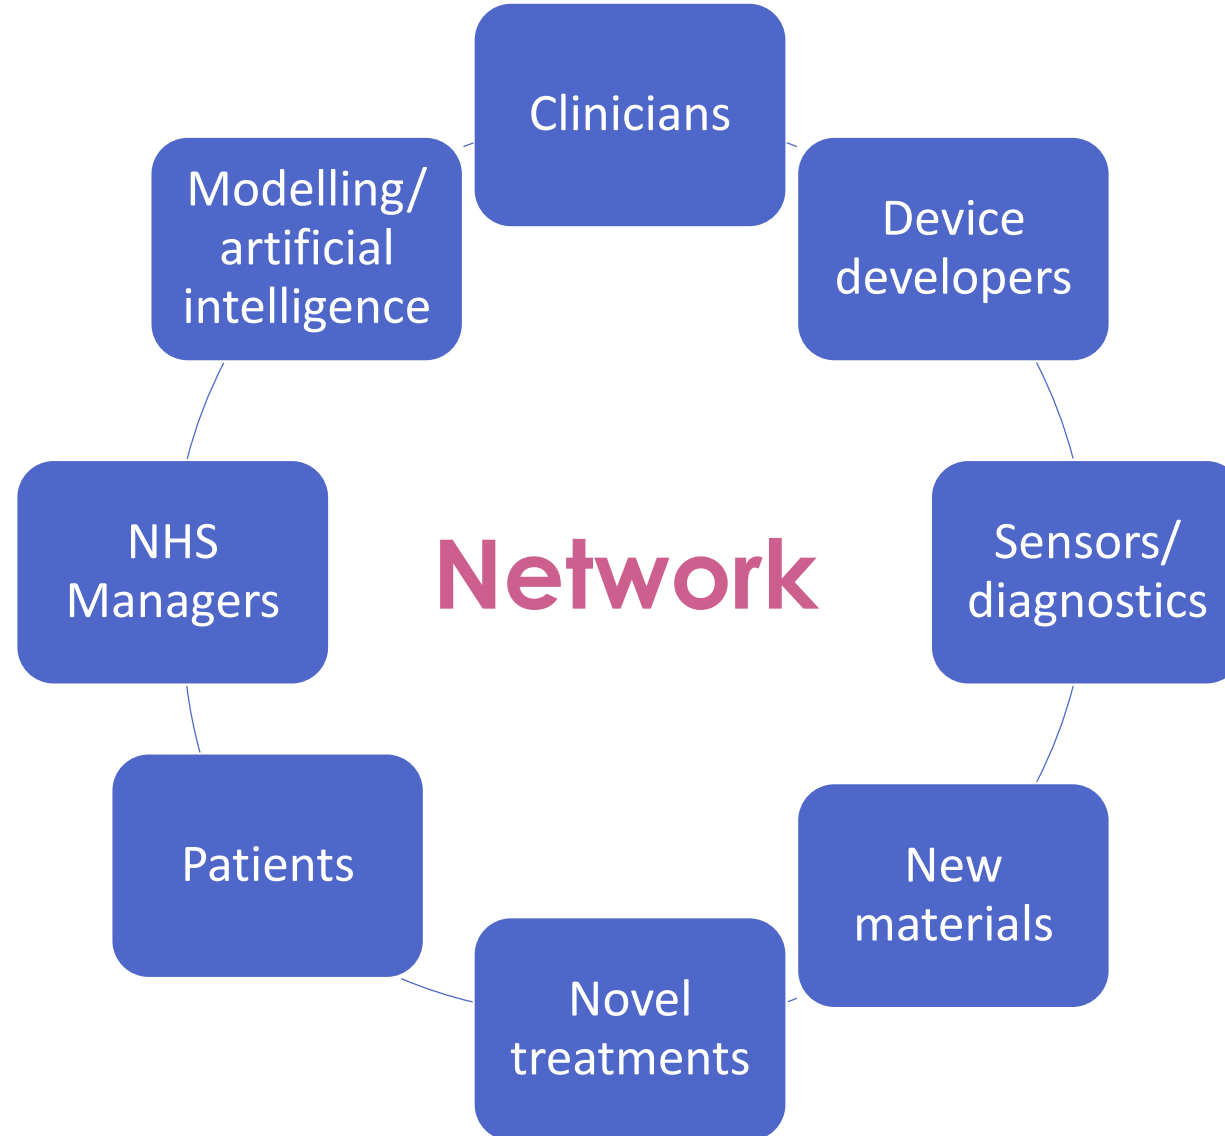 Clinicians
Device
developers
Sensors/
diagnostics
New
materials
Novel
treatments
Patients
NHS
Managers
Modelling/
artificial
intelligence
Network